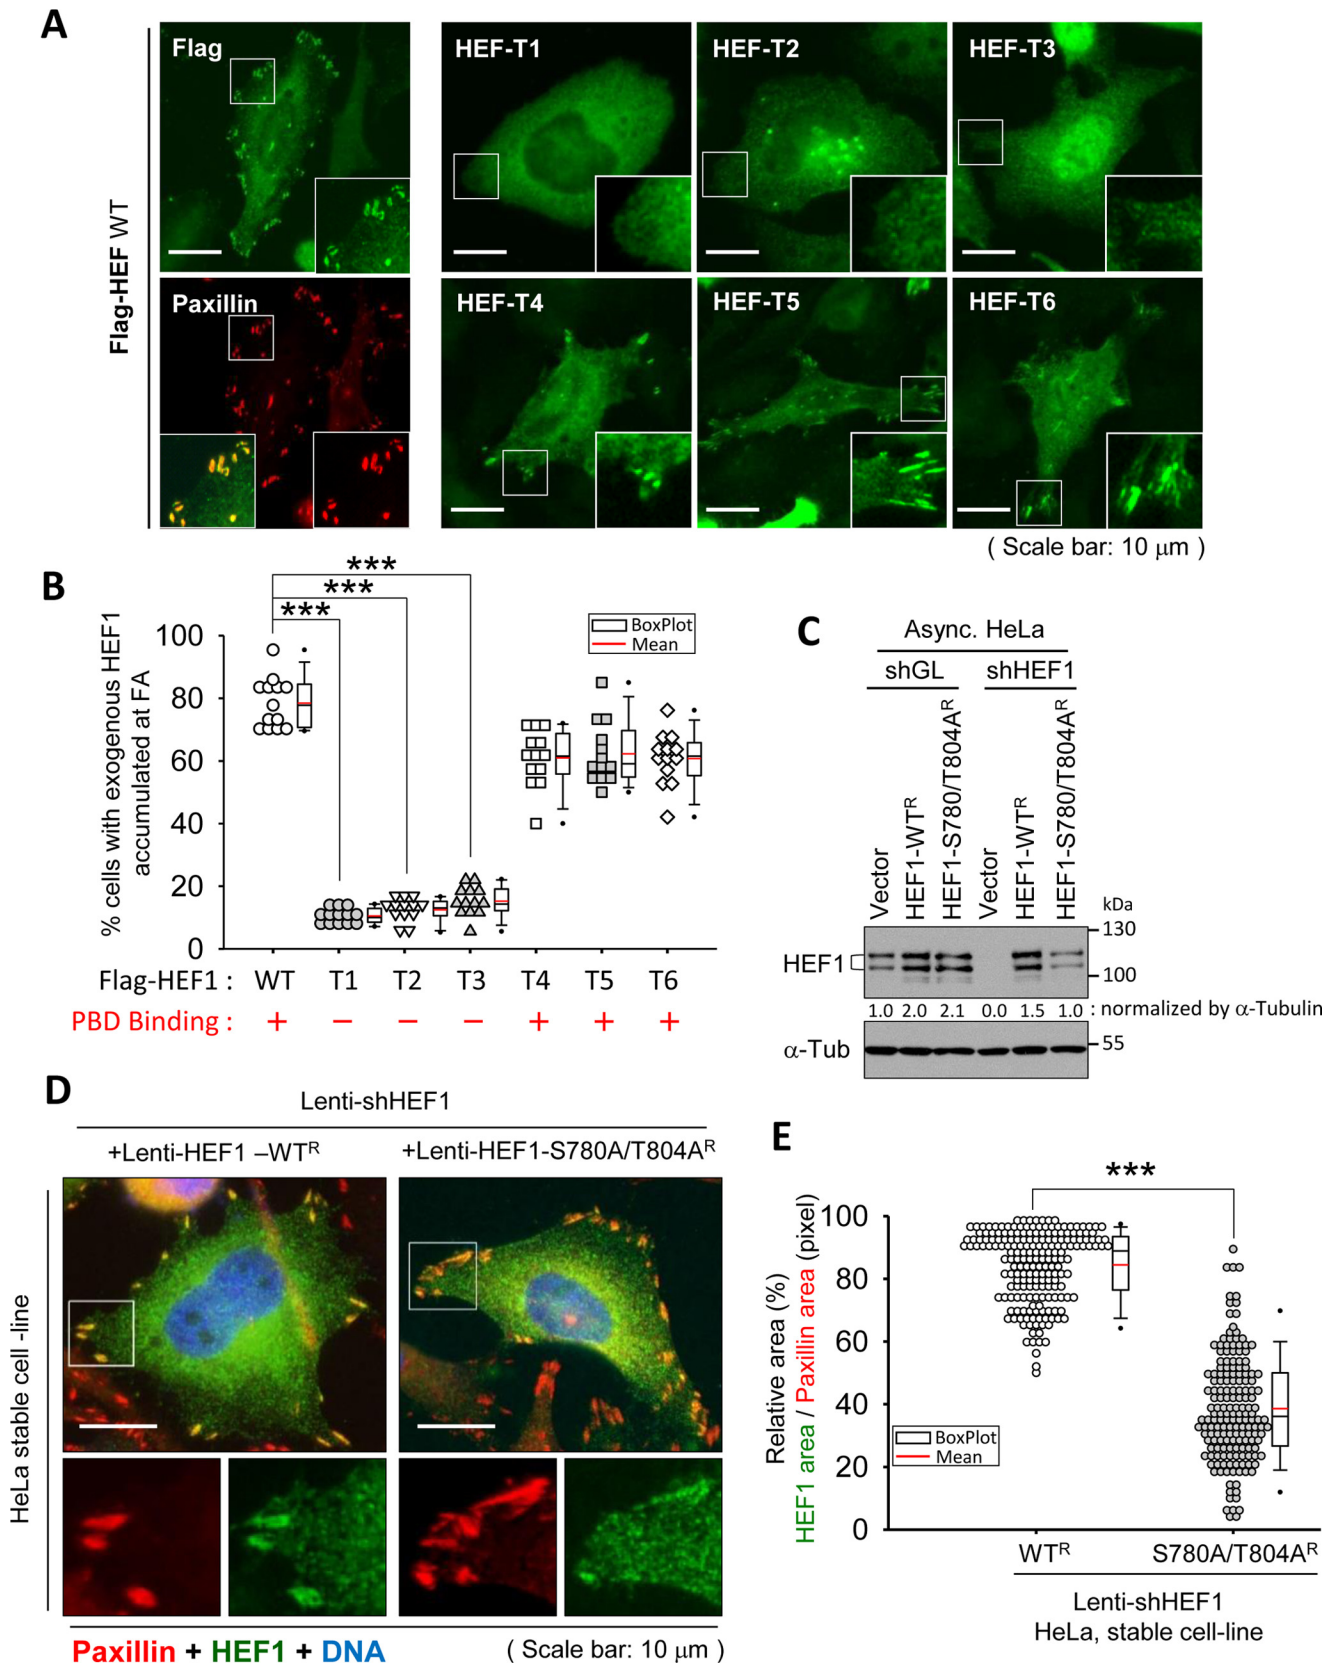 A
Flag-HEF WT
Flag
HEF-T1
HEF-T2
HEF-T3
Paxillin
HEF-T4
HEF-T5
HEF-T6
( Scale bar: 10 μm )
B
% cells with exogenous HEF1
accumulated at FA
100
80
60
40
20
0
***
***
***
BoxPlot
Mean
Flag-HEF1 : WT T1 T2 T3 T4 T5 T6
PBD Binding : + − − − + + +
C
Async. HeLa
shGL shHEF1
Vector
HEF1-WTᴿ
HEF1-S780/T804Aᴿ
Vector
HEF1-WTᴿ
HEF1-S780/T804Aᴿ
kDa
130
HEF1
100
1.0 2.0 2.1 0.0 1.5 1.0 : normalized by α-Tubulin
α-Tub
55
D
Lenti-shHEF1
+Lenti-HEF1 –WTᴿ
+Lenti-HEF1-S780A/T804Aᴿ
HeLa stable cell -line
Paxillin + HEF1 + DNA
( Scale bar: 10 μm )
E
Relative area (%)
HEF1 area / Paxillin area (pixel)
***
100
80
60
40
20
0
BoxPlot
Mean
WTᴿ S780A/T804Aᴿ
Lenti-shHEF1
HeLa, stable cell-line